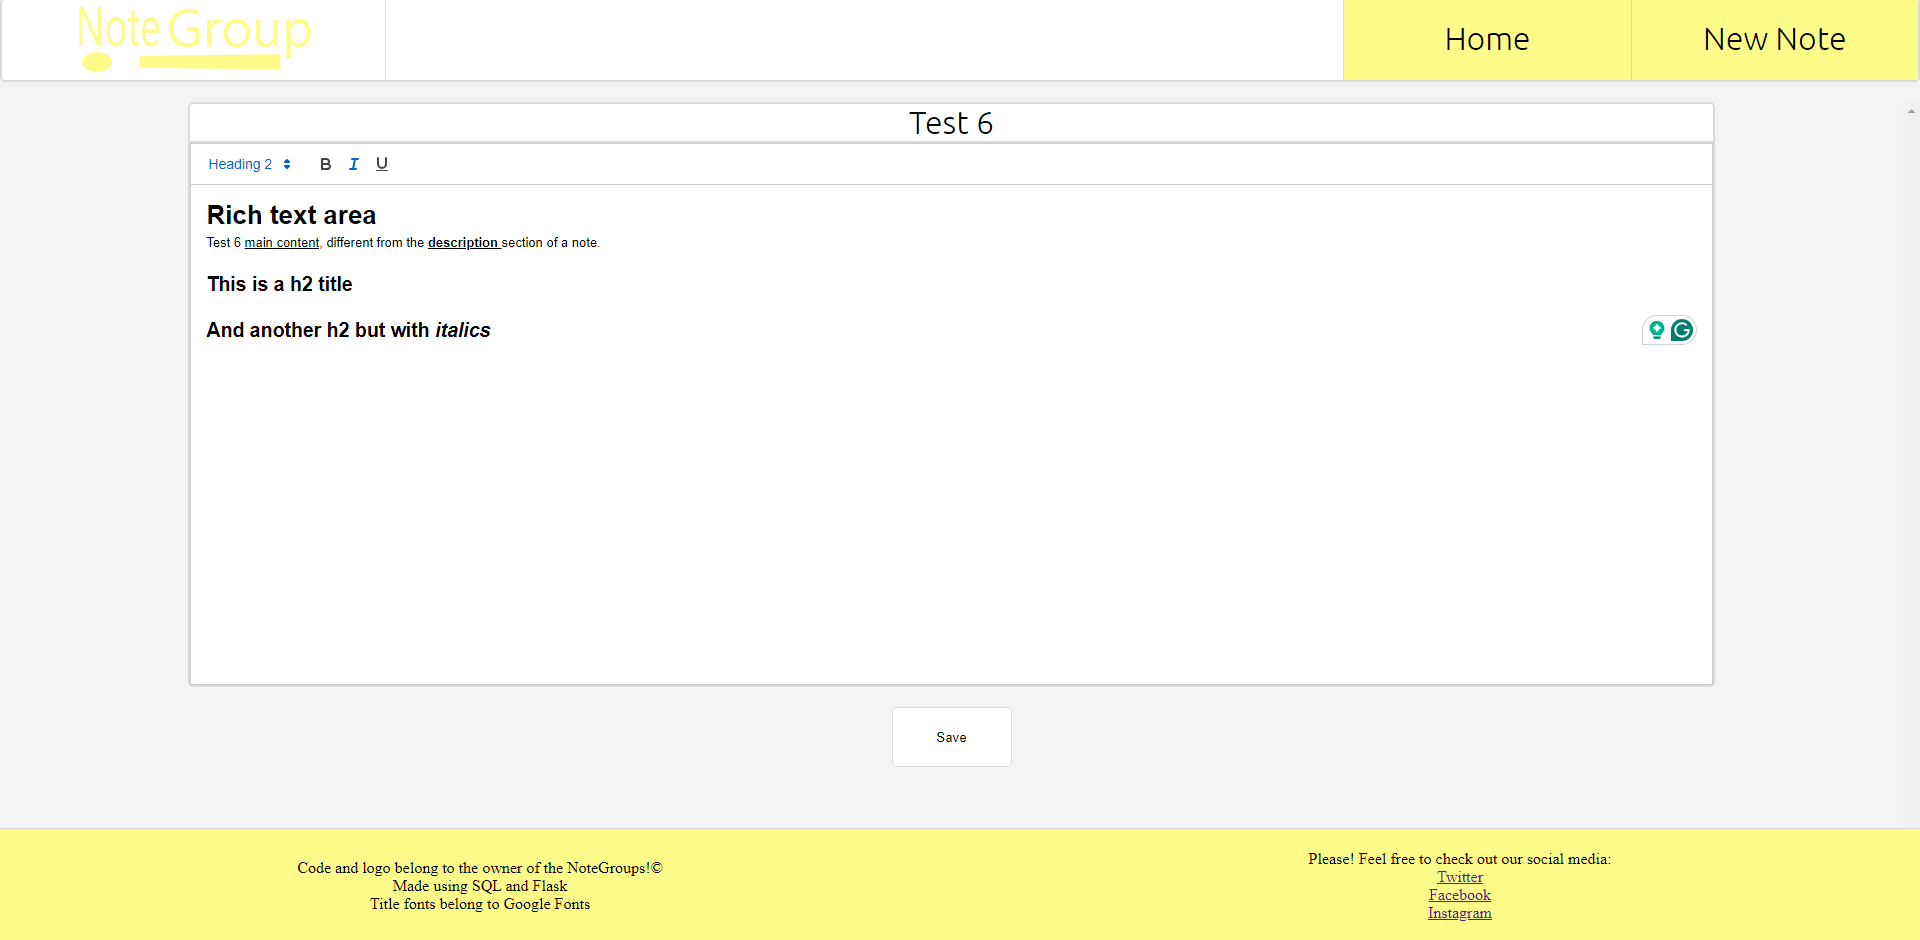 Note Group
Home
New Note
Test 6
Heading 2
B I U
Rich text area
Test 6 main content, different from the description section of a note.
This is a h2 title
And another h2 but with italics
Save
Code and logo belong to the owner of the NoteGroups!©
Made using SQL and Flask
Title fonts belong to Google Fonts
Please! Feel free to check out our social media:
Twitter
Facebook
Instagram